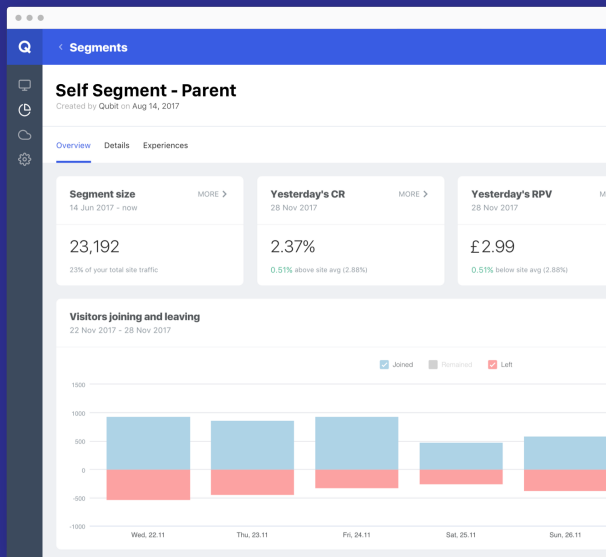 Q
< Segments
Self Segment - Parent
Created by Qubit on Aug 14, 2017
Overview Details Experiences
Segment size MORE >
14 Jun 2017 - now
23,192
23% of your total site traffic
Yesterday's CR MORE >
28 Nov 2017
2.37%
0.51% above site avg (2.88%)
Yesterday's RPV M
28 Nov 2017
£2.99
0.51% below site avg (2.88%)
Visitors joining and leaving
22 Nov 2017 - 28 Nov 2017
Joined Remained Left
1500
1000
500
0
-500
-1000
Wed, 22.11 Thu, 23.11 Fri, 24.11 Sat, 25.11 Sun, 26.11